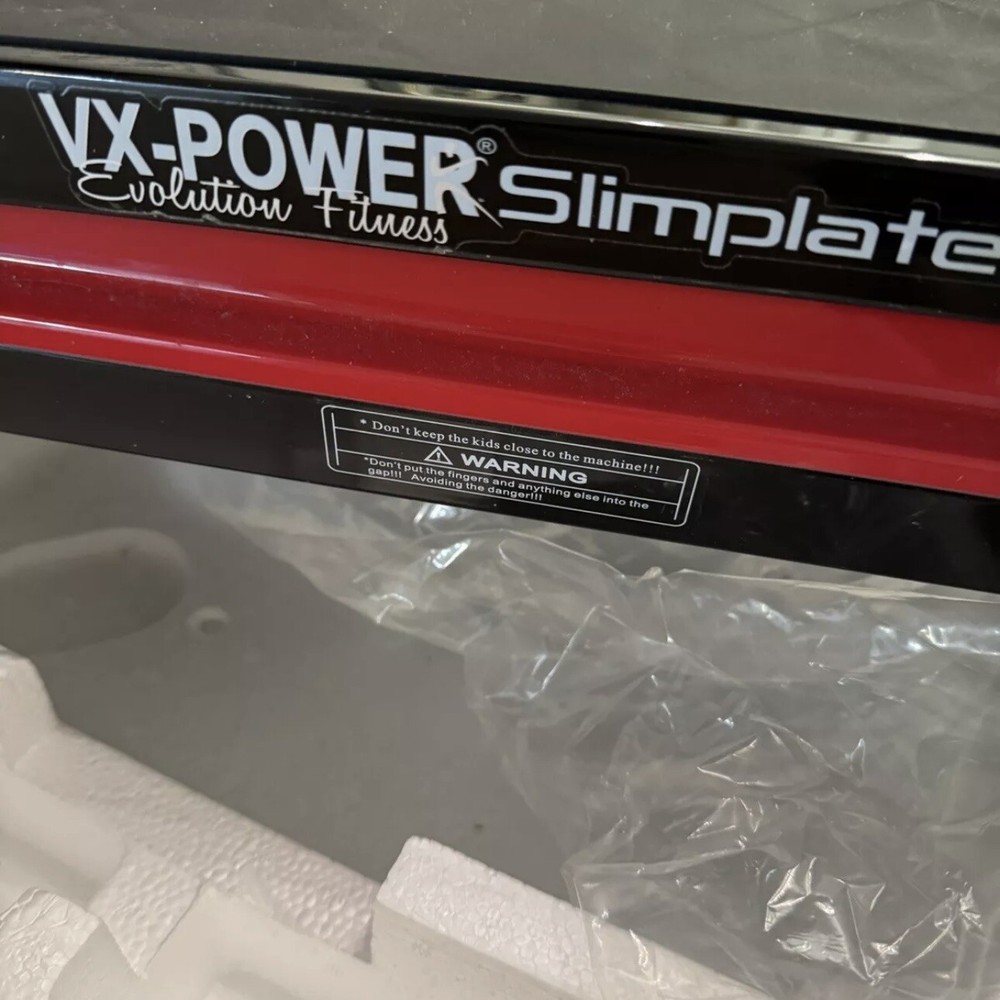 VX-POWER® Slimplate
Evolution Fitness
* Don't keep the kids close to the machine!!!
⚠ WARNING
*Don't put the fingers and anything else into the
gap!!! Avoiding the danger!!!